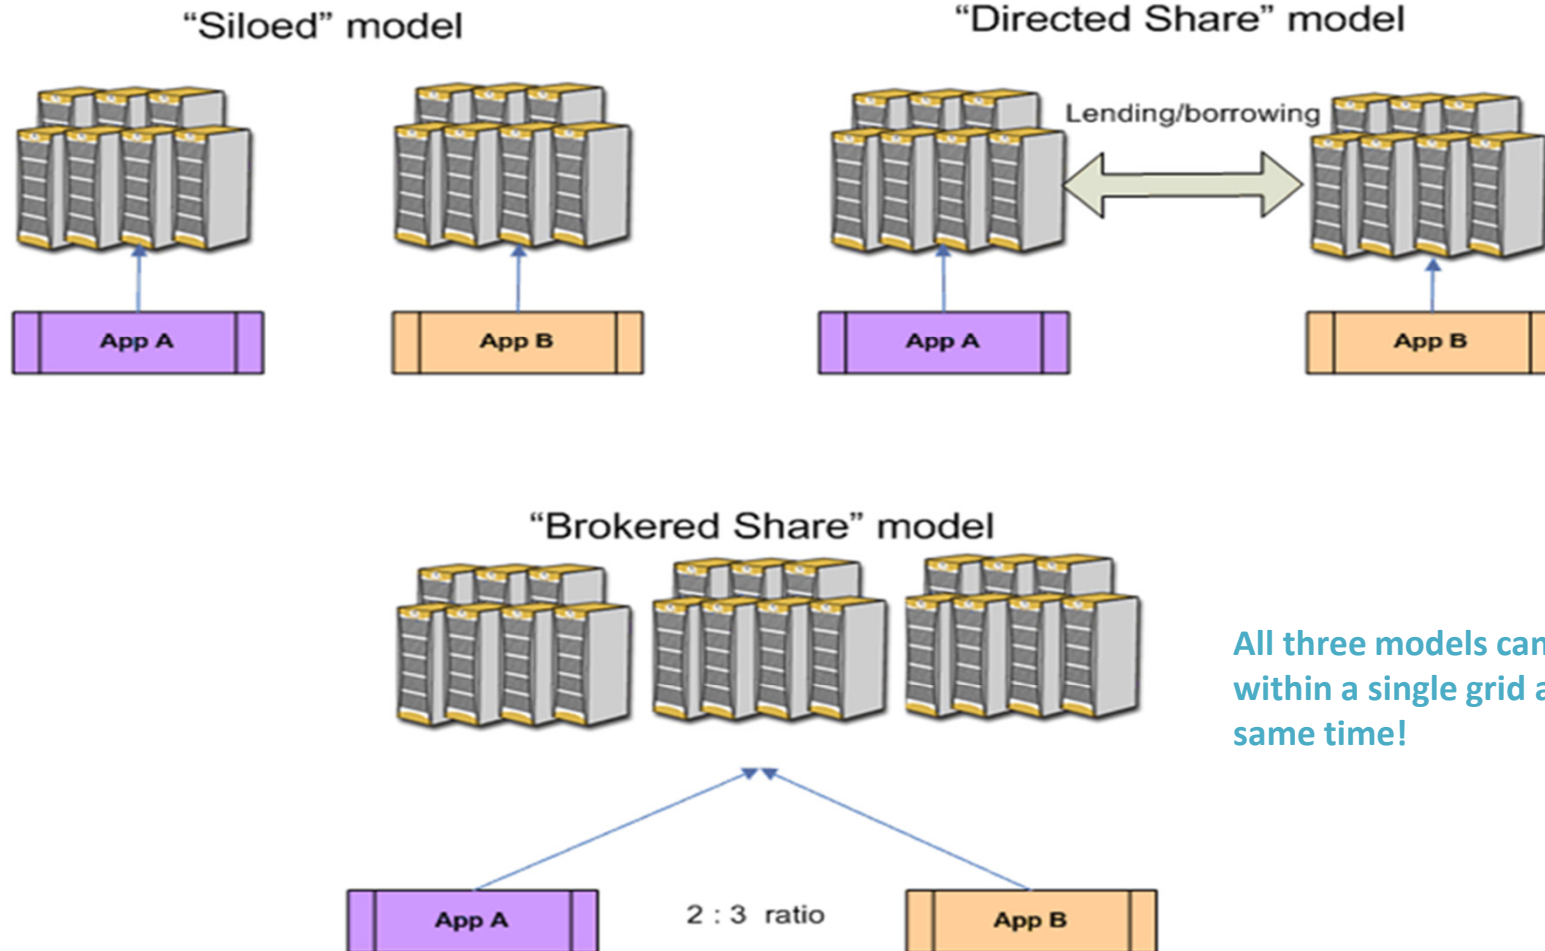 “Siloed” model
“Directed Share” model
Lending/borrowing
App A
App B
App A
App B
“Brokered Share” model
All three models can
within a single grid a
same time!
App A
2 : 3 ratio
App B